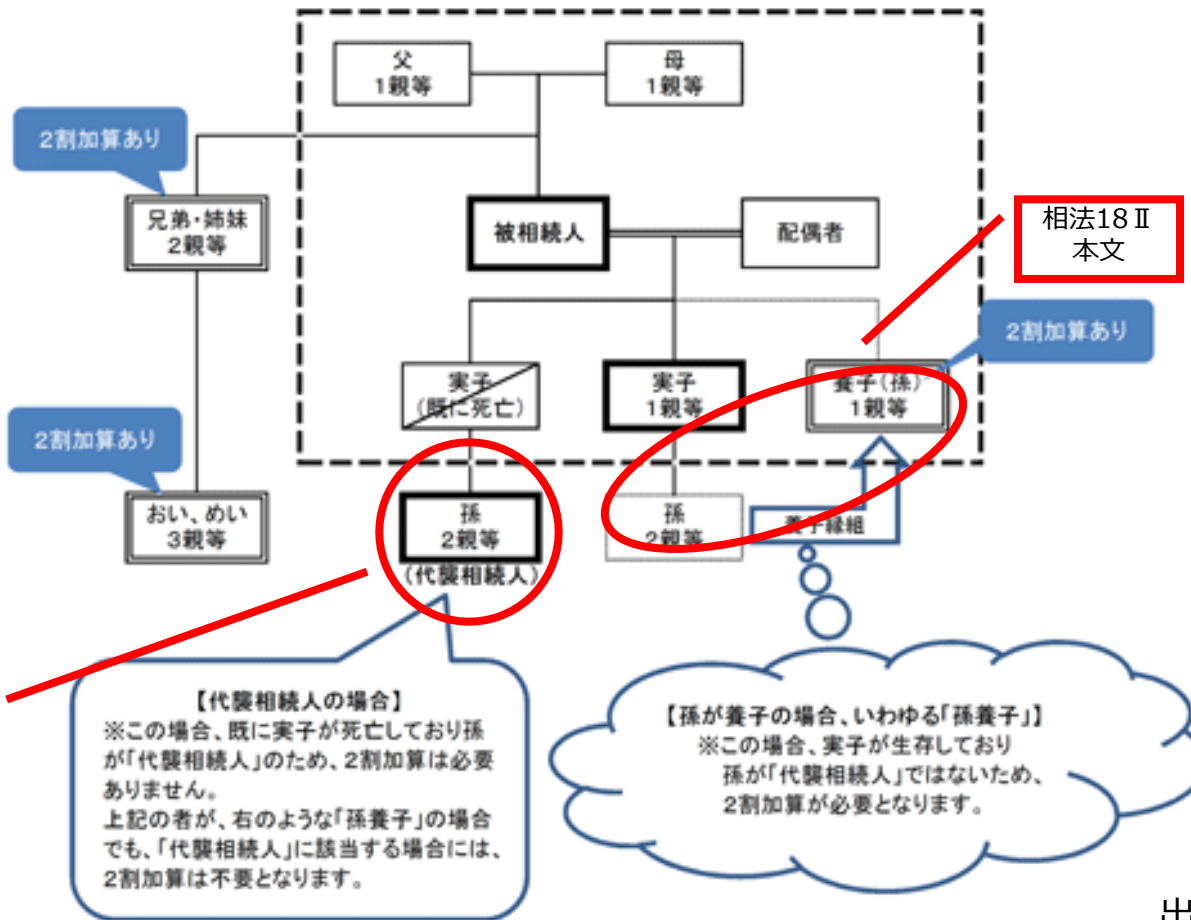 父
1親等
母
1親等
2割加算あり
兄弟・姉妹
2親等
被相続人
配偶者
相法18Ⅱ
本文
2割加算あり
実子
(既に死亡)
実子
1親等
養子(孫)
1親等
2割加算あり
おい、めい
3親等
孫
2親等
(代襲相続人)
孫
2親等
養子縁組
【代襲相続人の場合】
※この場合、既に実子が死亡しており孫
が「代襲相続人」のため、2割加算は必要
ありません。
上記の者が、右のような「孫養子」の場合
でも、「代襲相続人」に該当する場合には、
2割加算は不要となります。
【孫が養子の場合、いわゆる「孫養子」】
※この場合、実子が生存しており
孫が「代襲相続人」ではないため、
2割加算が必要となります。
出